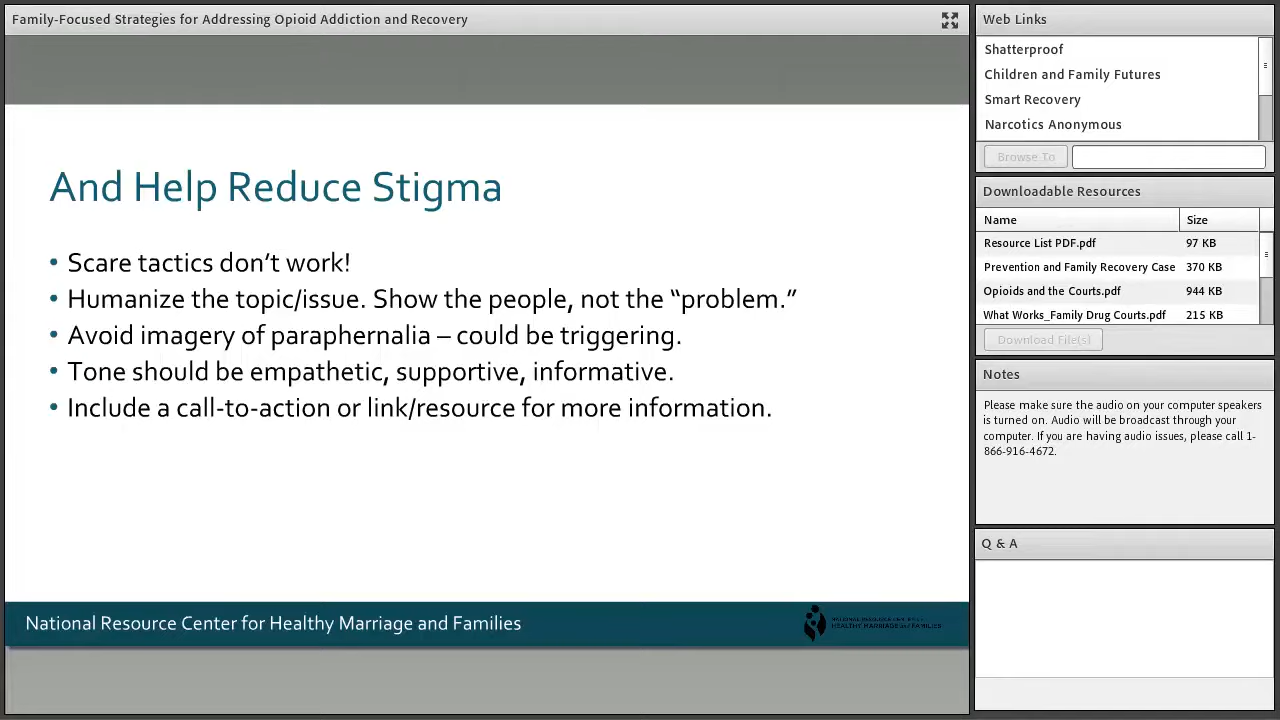 Family-Focused Strategies for Addressing Opioid Addiction and Recovery
And Help Reduce Stigma
• Scare tactics don’t work!
• Humanize the topic/issue. Show the people, not the “problem.”
• Avoid imagery of paraphernalia – could be triggering.
• Tone should be empathetic, supportive, informative.
• Include a call-to-action or link/resource for more information.
National Resource Center for Healthy Marriage and Families
HEALTHY MARRIAGE AND FAMILIES
Web Links
Shatterproof
Children and Family Futures
Smart Recovery
Narcotics Anonymous
Browse To
Downloadable Resources
Name Size
Resource List PDF.pdf 97 KB
Prevention and Family Recovery Case 370 KB
Opioids and the Courts.pdf 944 KB
What Works_Family Drug Courts.pdf 215 KB
Download File(s)
Notes
Please make sure the audio on your computer speakers
is turned on. Audio will be broadcast through your
computer. If you are having audio issues, please call 1-
866-916-4672.
Q & A